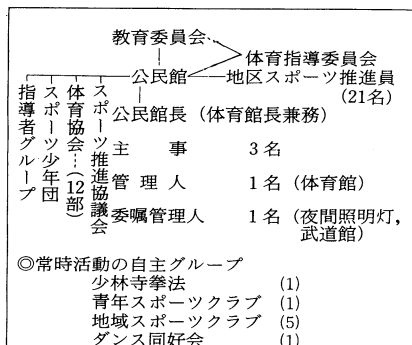 教育委員会
体育指導委員会
公民館
地区スポーツ推進員
(21名)
指導者グループ
スポーツ少年団
体育協会…(12部)
スポーツ推進協議会
公民館長(体育館長兼務)
主事 3名
管理人 1名(体育館)
委嘱管理人 1名(夜間照明灯,
武道館)
◎常時活動の自主グループ
少林寺拳法 (1)
青年スポーツクラブ (1)
地域スポーツクラブ (5)
ダンス同好会 (1)